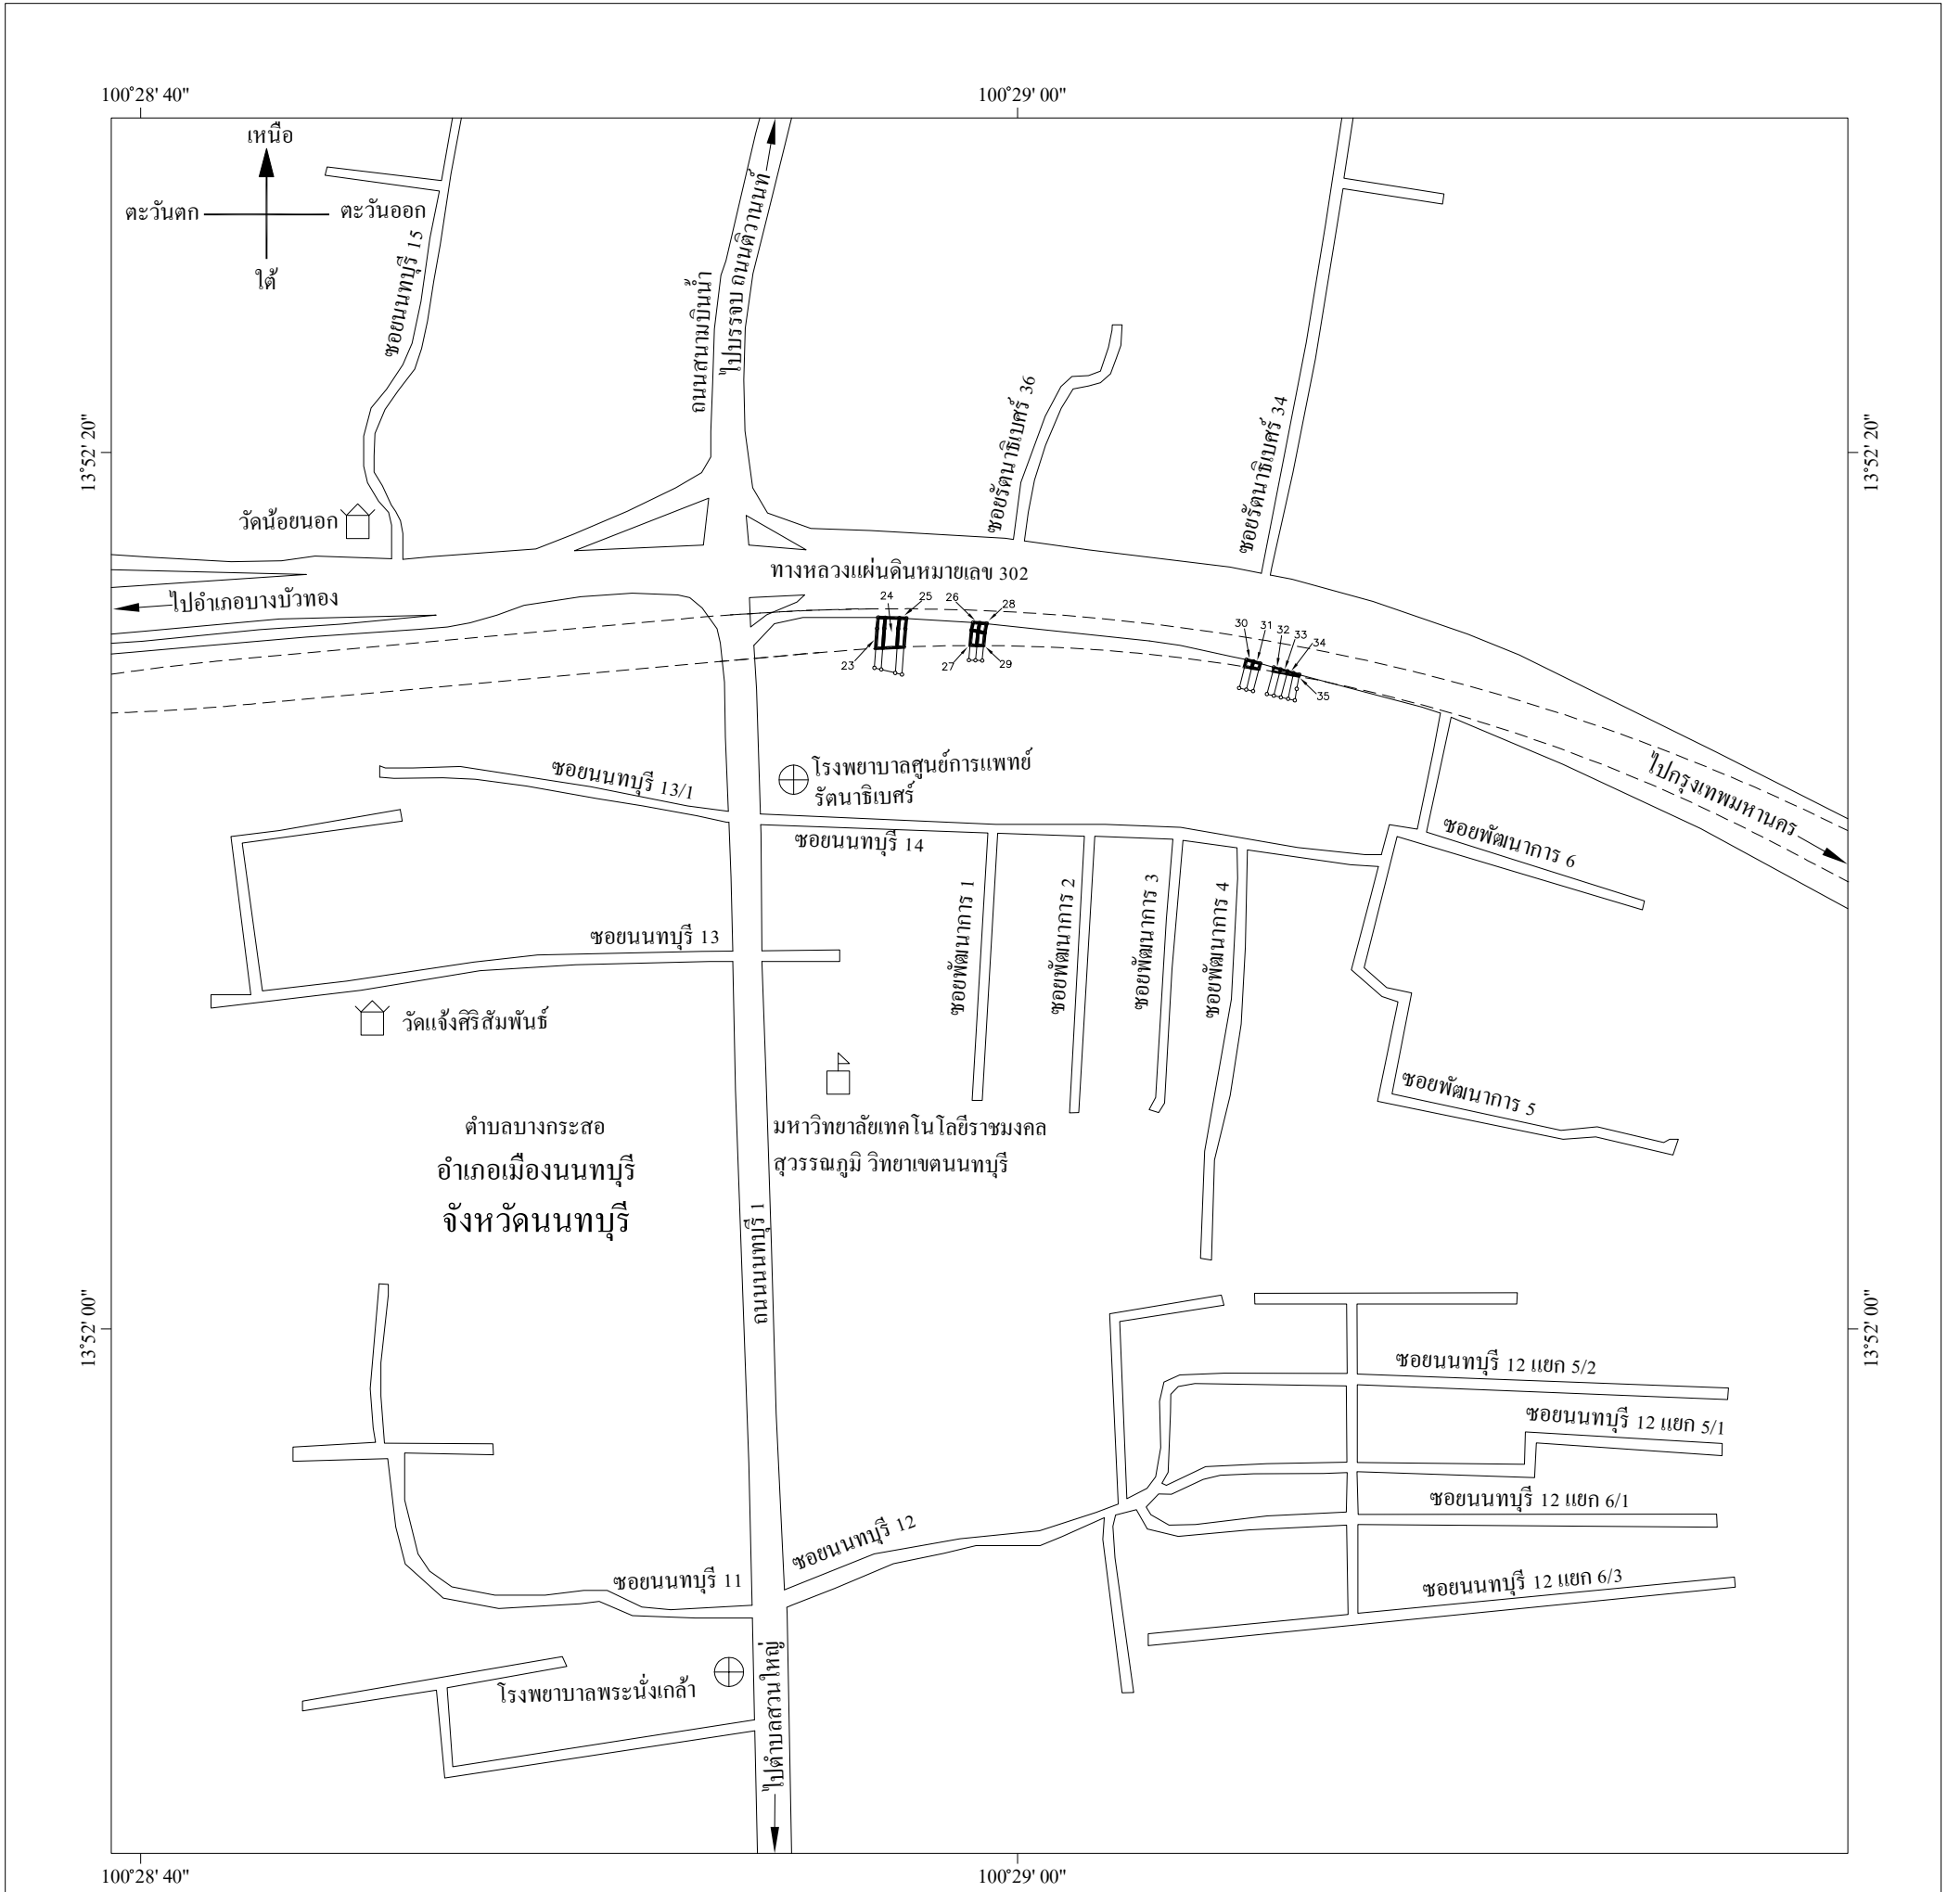 100°28' 40"
100°29' 00"
เหนือ
ตะวันตก
ตะวันออก
ใต้
ซอยนนทบุรี 15
ถนนสนามบินน้ำ
ไปบรรจบ ถนนติวานนท์
ซอยรัตนาธิเบศร์ 36
ซอยรัตนาธิเบศร์ 34
13°52' 20"
13°52' 20"
วัดน้อยนอก
ทางหลวงแผ่นดินหมายเลข 302
ไปอำเภอบางบัวทอง
24
25
26
28
23
27
29
30
31
32
33
34
35
ไปกรุงเทพมหานคร
ซอยนนทบุรี 13/1
โรงพยาบาลศูนย์การแพทย์
รัตนาธิเบศร์
ซอยนนทบุรี 14
ซอยพัฒนาการ 6
ซอยพัฒนาการ 1
ซอยพัฒนาการ 2
ซอยพัฒนาการ 3
ซอยพัฒนาการ 4
ซอยนนทบุรี 13
วัดแจ้งศิริสัมพันธ์
ซอยพัฒนาการ 5
ตำบลบางกระสอ
อำเภอเมืองนนทบุรี
จังหวัดนนทบุรี
มหาวิทยาลัยเทคโนโลยีราชมงคล
สุวรรณภูมิ วิทยาเขตนนทบุรี
ถนนนนทบุรี 1
13°52' 00"
13°52' 00"
ซอยนนทบุรี 12 แยก 5/2
ซอยนนทบุรี 12 แยก 5/1
ซอยนนทบุรี 12 แยก 6/1
ซอยนนทบุรี 12 แยก 6/3
ซอยนนทบุรี 12
ซอยนนทบุรี 11
โรงพยาบาลพระนั่งเกล้า
ไปตำบลสวนใหญ่
100°28' 40"
100°29' 00"